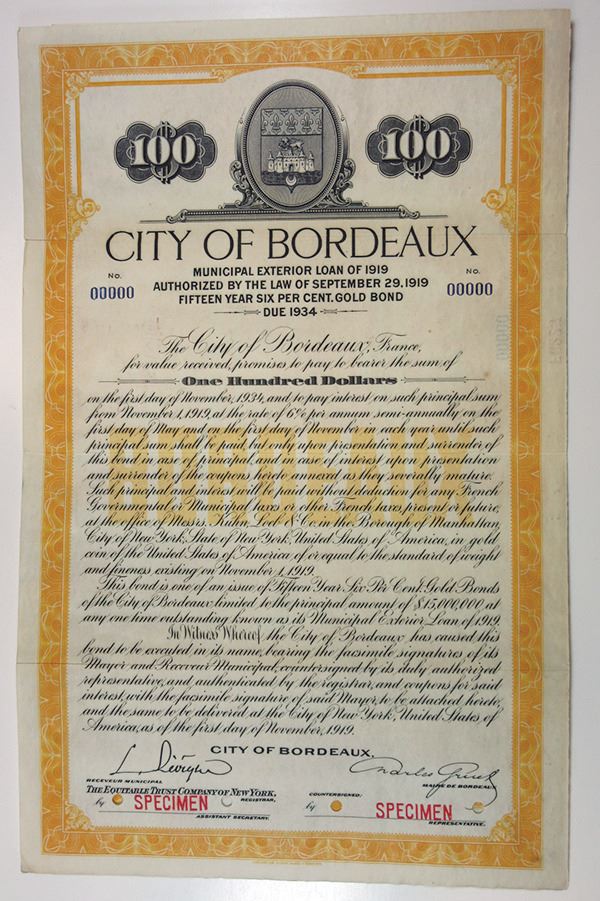 100 100
CITY OF BORDEAUX
MUNICIPAL EXTERIOR LOAN OF 1919
No. No.
AUTHORIZED BY THE LAW OF SEPTEMBER 29, 1919
00000 00000
FIFTEEN YEAR SIX PER CENT. GOLD BOND
DUE 1934
The City of Bordeaux, France,
for value received, promises to pay to bearer the sum of
One Hundred Dollars
on the first day of November, 1934, and to pay interest on such principal sum
from November 1, 1919, at the rate of 6% per annum semi-annually on the
first day of May and on the first day of November in each year until such
principal sum shall be paid, but only upon presentation and surrender of
this bond in case of principal, and in case of interest upon presentation
and surrender of the coupons hereto annexed as they severally mature.
Such principal and interest will be paid without deduction for any French
Governmental or Municipal taxes or other French taxes, present or future,
at the office of Messrs. Kuhn, Loeb & Co. in the Borough of Manhattan,
City of New York, State of New York, United States of America, in gold
coin of the United States of America of or equal to the standard of weight
and fineness existing on November 1, 1919.
This bond is one of an issue of Fifteen Year Six Per Cent. Gold Bonds
of the City of Bordeaux limited to the principal amount of $15,000,000, at
any one time outstanding known as its Municipal Exterior Loan of 1919.
In Witness Whereof, the City of Bordeaux has caused this
bond to be executed in its name, bearing the facsimile signatures of its
Mayor and Receveur Municipal, countersigned by its duly authorized
representative, and authenticated by the registrar, and coupons for said
interest, with the facsimile signature of said Mayor, to be attached hereto,
and the same to be delivered at the City of New York, United States of
America, as of the first day of November, 1919.
CITY OF BORDEAUX,
RECEVEUR MUNICIPAL MAIRE DE BORDEAUX
THE EQUITABLE TRUST COMPANY OF NEW YORK,
REGISTRAR, COUNTERSIGNED:
by SPECIMEN by SPECIMEN
ASSISTANT SECRETARY. REPRESENTATIVE.